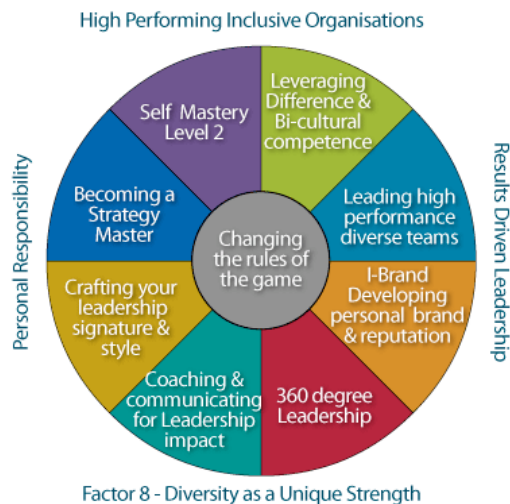 High Performing Inclusive Organisations
Self Mastery
Level 2
Leveraging
Difference &
Bi-cultural
competence
Personal Responsibility
Results Driven Leadership
Becoming a
Strategy
Master
Leading high
performance
diverse teams
Changing
the rules of
the game
Crafting your
leadership
signature &
style
I-Brand
Developing
personal brand
& reputation
Coaching &
communicating
for Leadership
impact
360 degree
Leadership
Factor 8 - Diversity as a Unique Strength